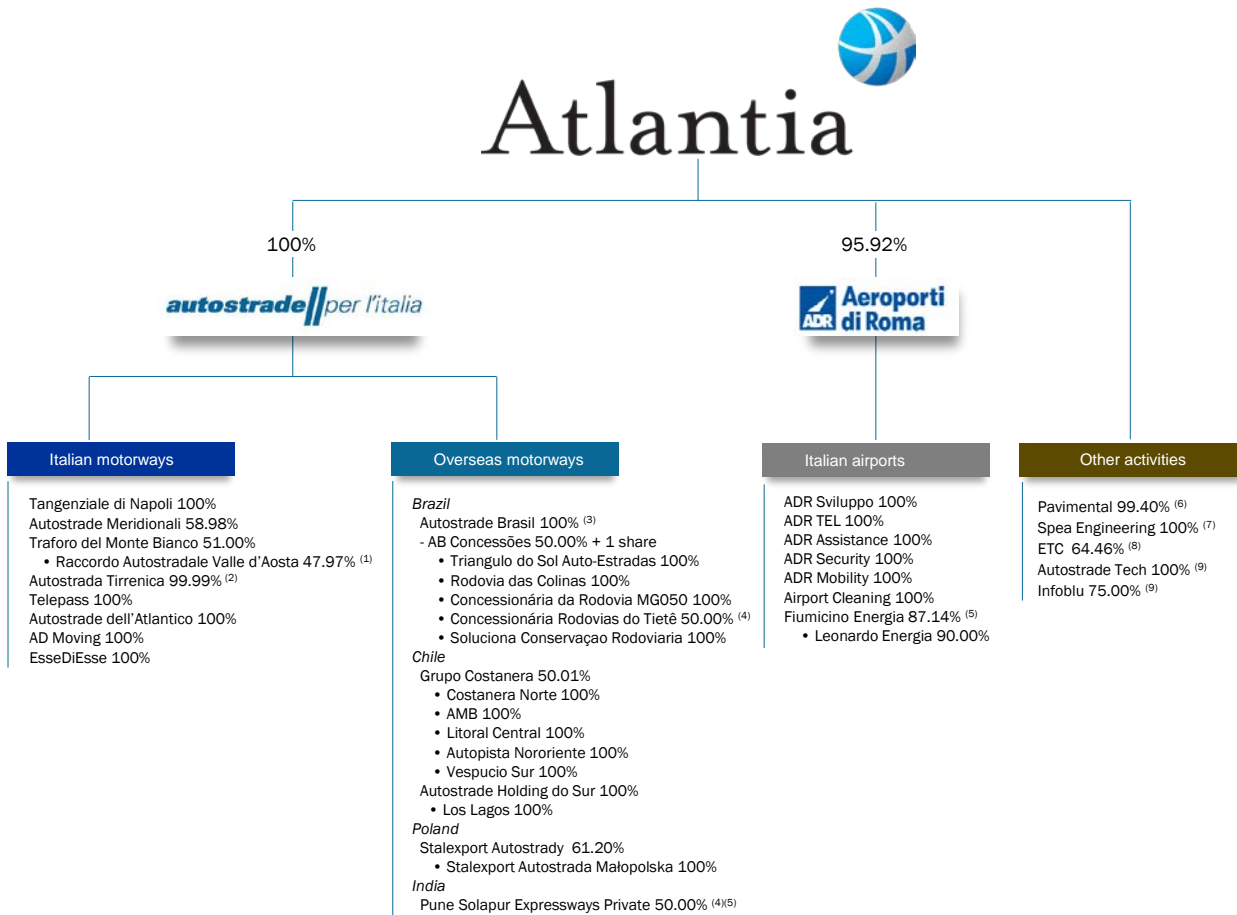 Atlantia
100%
95.92%
autostrade//per l'italia
ADR Aeroporti
di Roma
Italian motorways
Tangenziale di Napoli 100%
Autostrade Meridionali 58.98%
Traforo del Monte Bianco 51.00%
• Raccordo Autostradale Valle d'Aosta 47.97% (1)
Autostrada Tirrenica 99.99% (2)
Telepass 100%
Autostrade dell'Atlantico 100%
AD Moving 100%
EsseDiEsse 100%
Overseas motorways
Brazil
Autostrade Brasil 100% (3)
- AB Concessões 50.00% + 1 share
• Triangulo do Sol Auto-Estradas 100%
• Rodovia das Colinas 100%
• Concessionária da Rodovia MG050 100%
• Concessionária Rodovias do Tietê 50.00% (4)
• Soluciona Conservaçao Rodoviaria 100%
Chile
Grupo Costanera 50.01%
• Costanera Norte 100%
• AMB 100%
• Litoral Central 100%
• Autopista Nororiente 100%
• Vespucio Sur 100%
Autostrade Holding do Sur 100%
• Los Lagos 100%
Poland
Stalexport Autostrady 61.20%
• Stalexport Autostrada Małopolska 100%
India
Pune Solapur Expressways Private 50.00% (4)(5)
Italian airports
ADR Sviluppo 100%
ADR TEL 100%
ADR Assistance 100%
ADR Security 100%
ADR Mobility 100%
Airport Cleaning 100%
Fiumicino Energia 87.14% (5)
• Leonardo Energia 90.00%
Other activities
Pavimental 99.40% (6)
Spea Engineering 100% (7)
ETC 64.46% (8)
Autostrade Tech 100% (9)
Infoblu 75.00% (9)